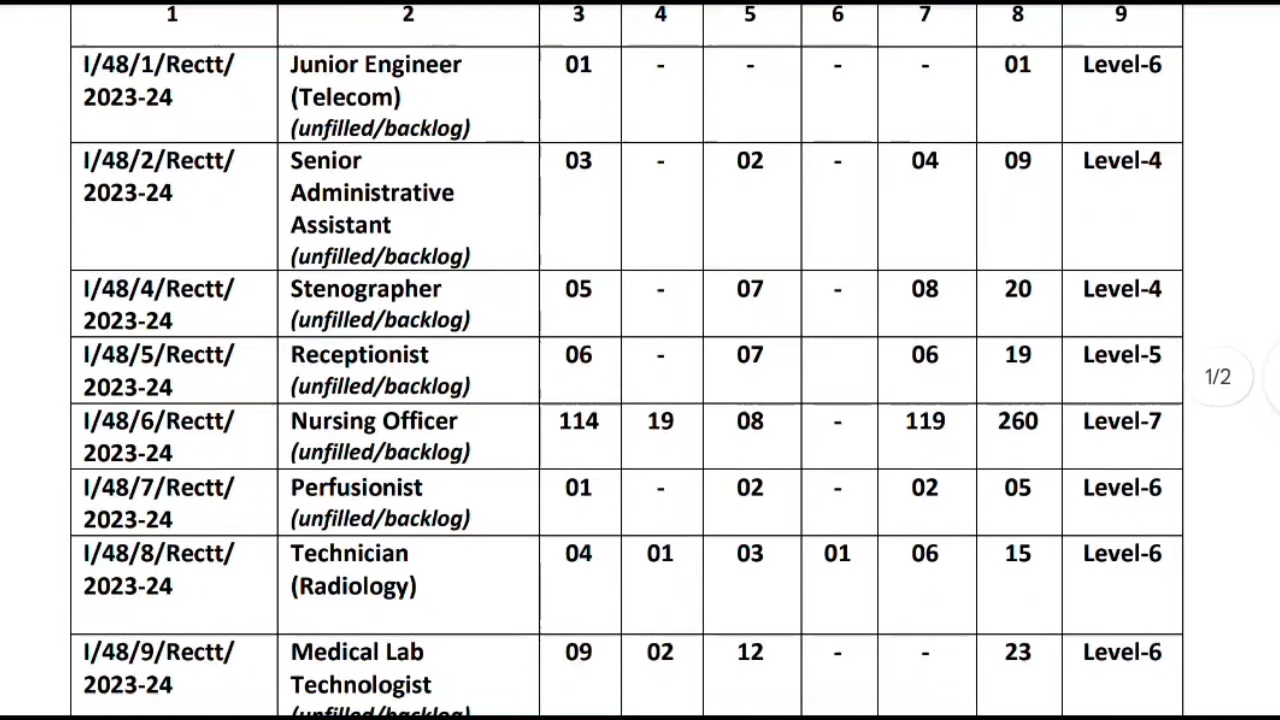 1 2 3 4 5 6 7 8 9
I/48/1/Rectt/ Junior Engineer 01 - - - - 01 Level-6
2023-24 (Telecom)
(unfilled/backlog)
I/48/2/Rectt/ Senior 03 - 02 - 04 09 Level-4
2023-24 Administrative
Assistant
(unfilled/backlog)
I/48/4/Rectt/ Stenographer 05 - 07 - 08 20 Level-4
2023-24 (unfilled/backlog)
I/48/5/Rectt/ Receptionist 06 - 07 06 19 Level-5
2023-24 (unfilled/backlog)
1/2
I/48/6/Rectt/ Nursing Officer 114 19 08 - 119 260 Level-7
2023-24 (unfilled/backlog)
I/48/7/Rectt/ Perfusionist 01 - 02 - 02 05 Level-6
2023-24 (unfilled/backlog)
I/48/8/Rectt/ Technician 04 01 03 01 06 15 Level-6
2023-24 (Radiology)
I/48/9/Rectt/ Medical Lab 09 02 12 - - 23 Level-6
2023-24 Technologist
(unfilled/backlog)